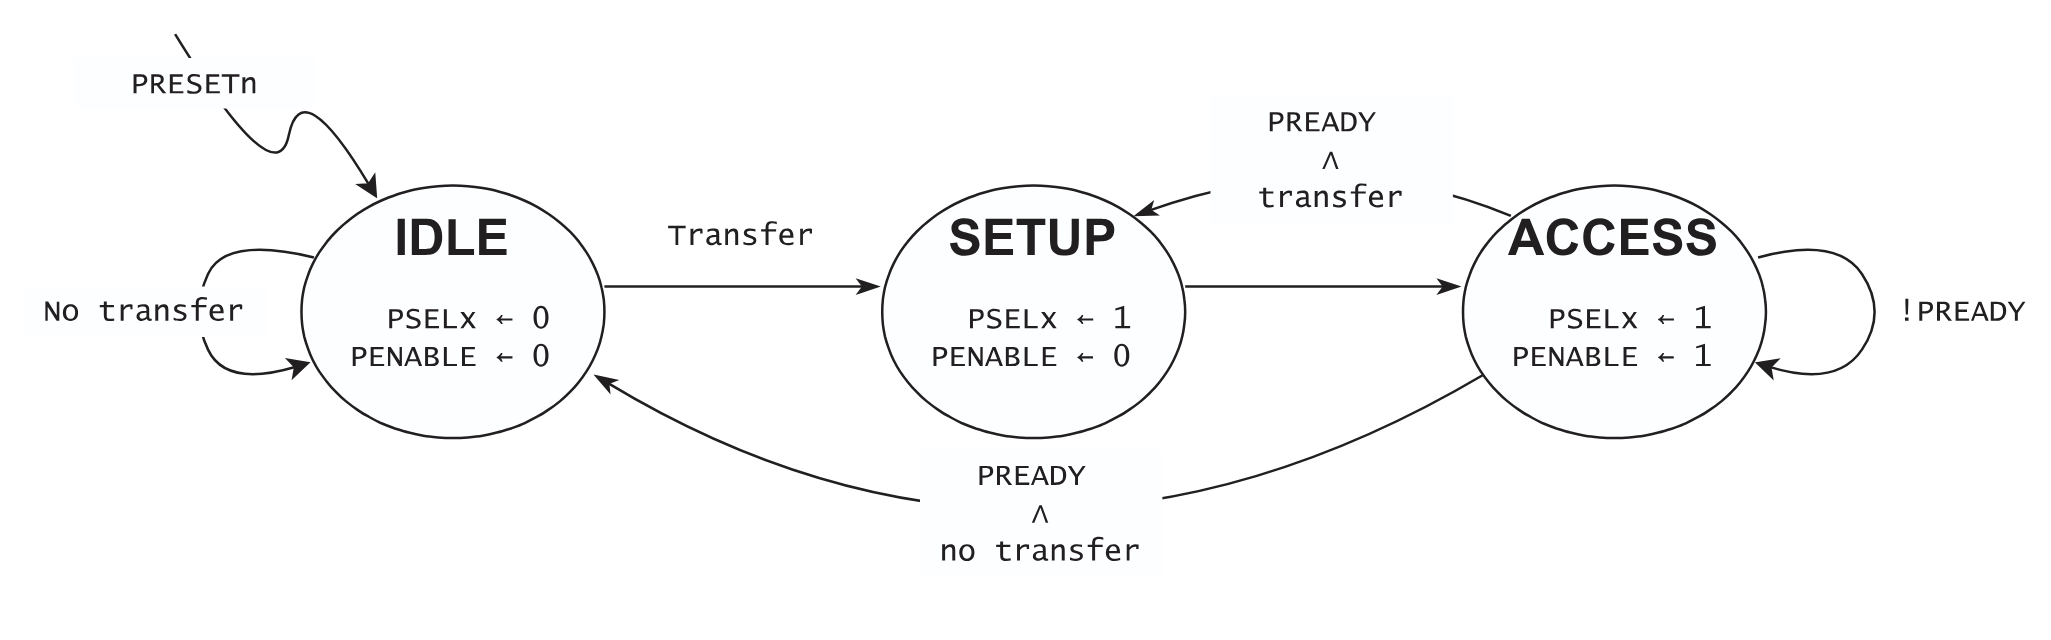 PRESETn
IDLE
PSELx ← 0
PENABLE ← 0
No transfer
Transfer
SETUP
PSELx ← 1
PENABLE ← 0
PREADY
^
transfer
ACCESS
PSELx ← 1
PENABLE ← 1
!PREADY
PREADY
^
no transfer